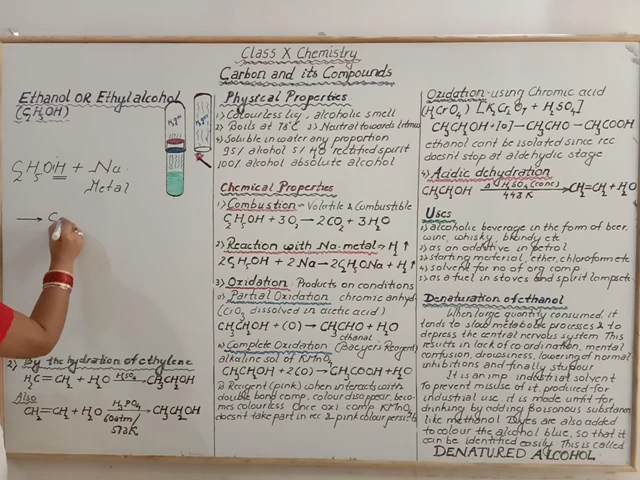 Class X Chemistry
Carbon and its Compounds
Ethanol OR Ethyl alcohol
(C₂H₅OH)
C₂H₅OH + Na
Metal
→ C
2) By the hydration of ethylene
H₂C=CH₂ + H₂O —H₂SO₄→ CH₃CH₂OH
Also
CH₂=CH₂ + H₂O —H₃PO₄ 60atm/573K→ CH₃CH₂OH
Physical Properties
1) Colourless liq, alcoholic smell
2) Boils at 78°C 3) Neutral towards litmus
4) Soluble in water any proportion
95% alcohol 5% H₂O rectified spirit
100% alcohol absolute alcohol
Chemical Properties
1) Combustion - Volatile & Combustible
C₂H₅OH + 3O₂ → 2CO₂ + 3H₂O
2) Reaction with Na metal → H₂↑
2C₂H₅OH + 2Na → 2C₂H₅ONa + H₂↑
3) Oxidation - Products on conditions
a) Partial Oxidation chromic anhyd
(CrO₃ dissolved in acetic acid)
CH₃CH₂OH + (O) → CH₃CHO + H₂O
ethanal
Complete Oxidation (Baeyer's Reagent)
alkaline sol of KMnO₄
CH₃CH₂OH + 2(O) → CH₃COOH + H₂O
B Reagent (pink) when interacts with
double bond comp, colour disappear, beco-
mes colourless. Once oxi comp KMnO₄
doesn't take part in rec & pink colour persists
Oxidation - using Chromic acid
(H₂CrO₄) [K₂Cr₂O₇ + H₂SO₄]
CH₃CH₂OH + [O] → CH₃CHO → CH₃COOH
ethanol cant be isolated since rec
doesn't stop at aldehydic stage
4) Acidic dehydration
CH₃CH₂OH —Δ H₂SO₄ (conc) 443 K→ CH₂=CH₂ + H₂O
Uses
1) alcoholic beverage in the form of beer,
wine, whisky, brandy etc
2) as an additive in petrol
3) starting material, ether, chloroform etc
4) solvent for no of org comp
5) as a fuel in stoves and spirit lamps etc
Denaturation of ethanol
When large quantity consumed, it
tends to slow metabolic processes & to
depress the central nervous system. This
results in lack of coordination, mental
confusion, drowsiness, lowering of normal
inhibitions and finally stupour
It is an imp industrial solvent
To prevent misuse of it, produced for
industrial use, it is made unfit for
drinking by adding poisonous substance
like methanol. Dyes are also added
to colour the alcohol blue, so that it
can be identified easily. This is called
DENATURED ALCOHOL